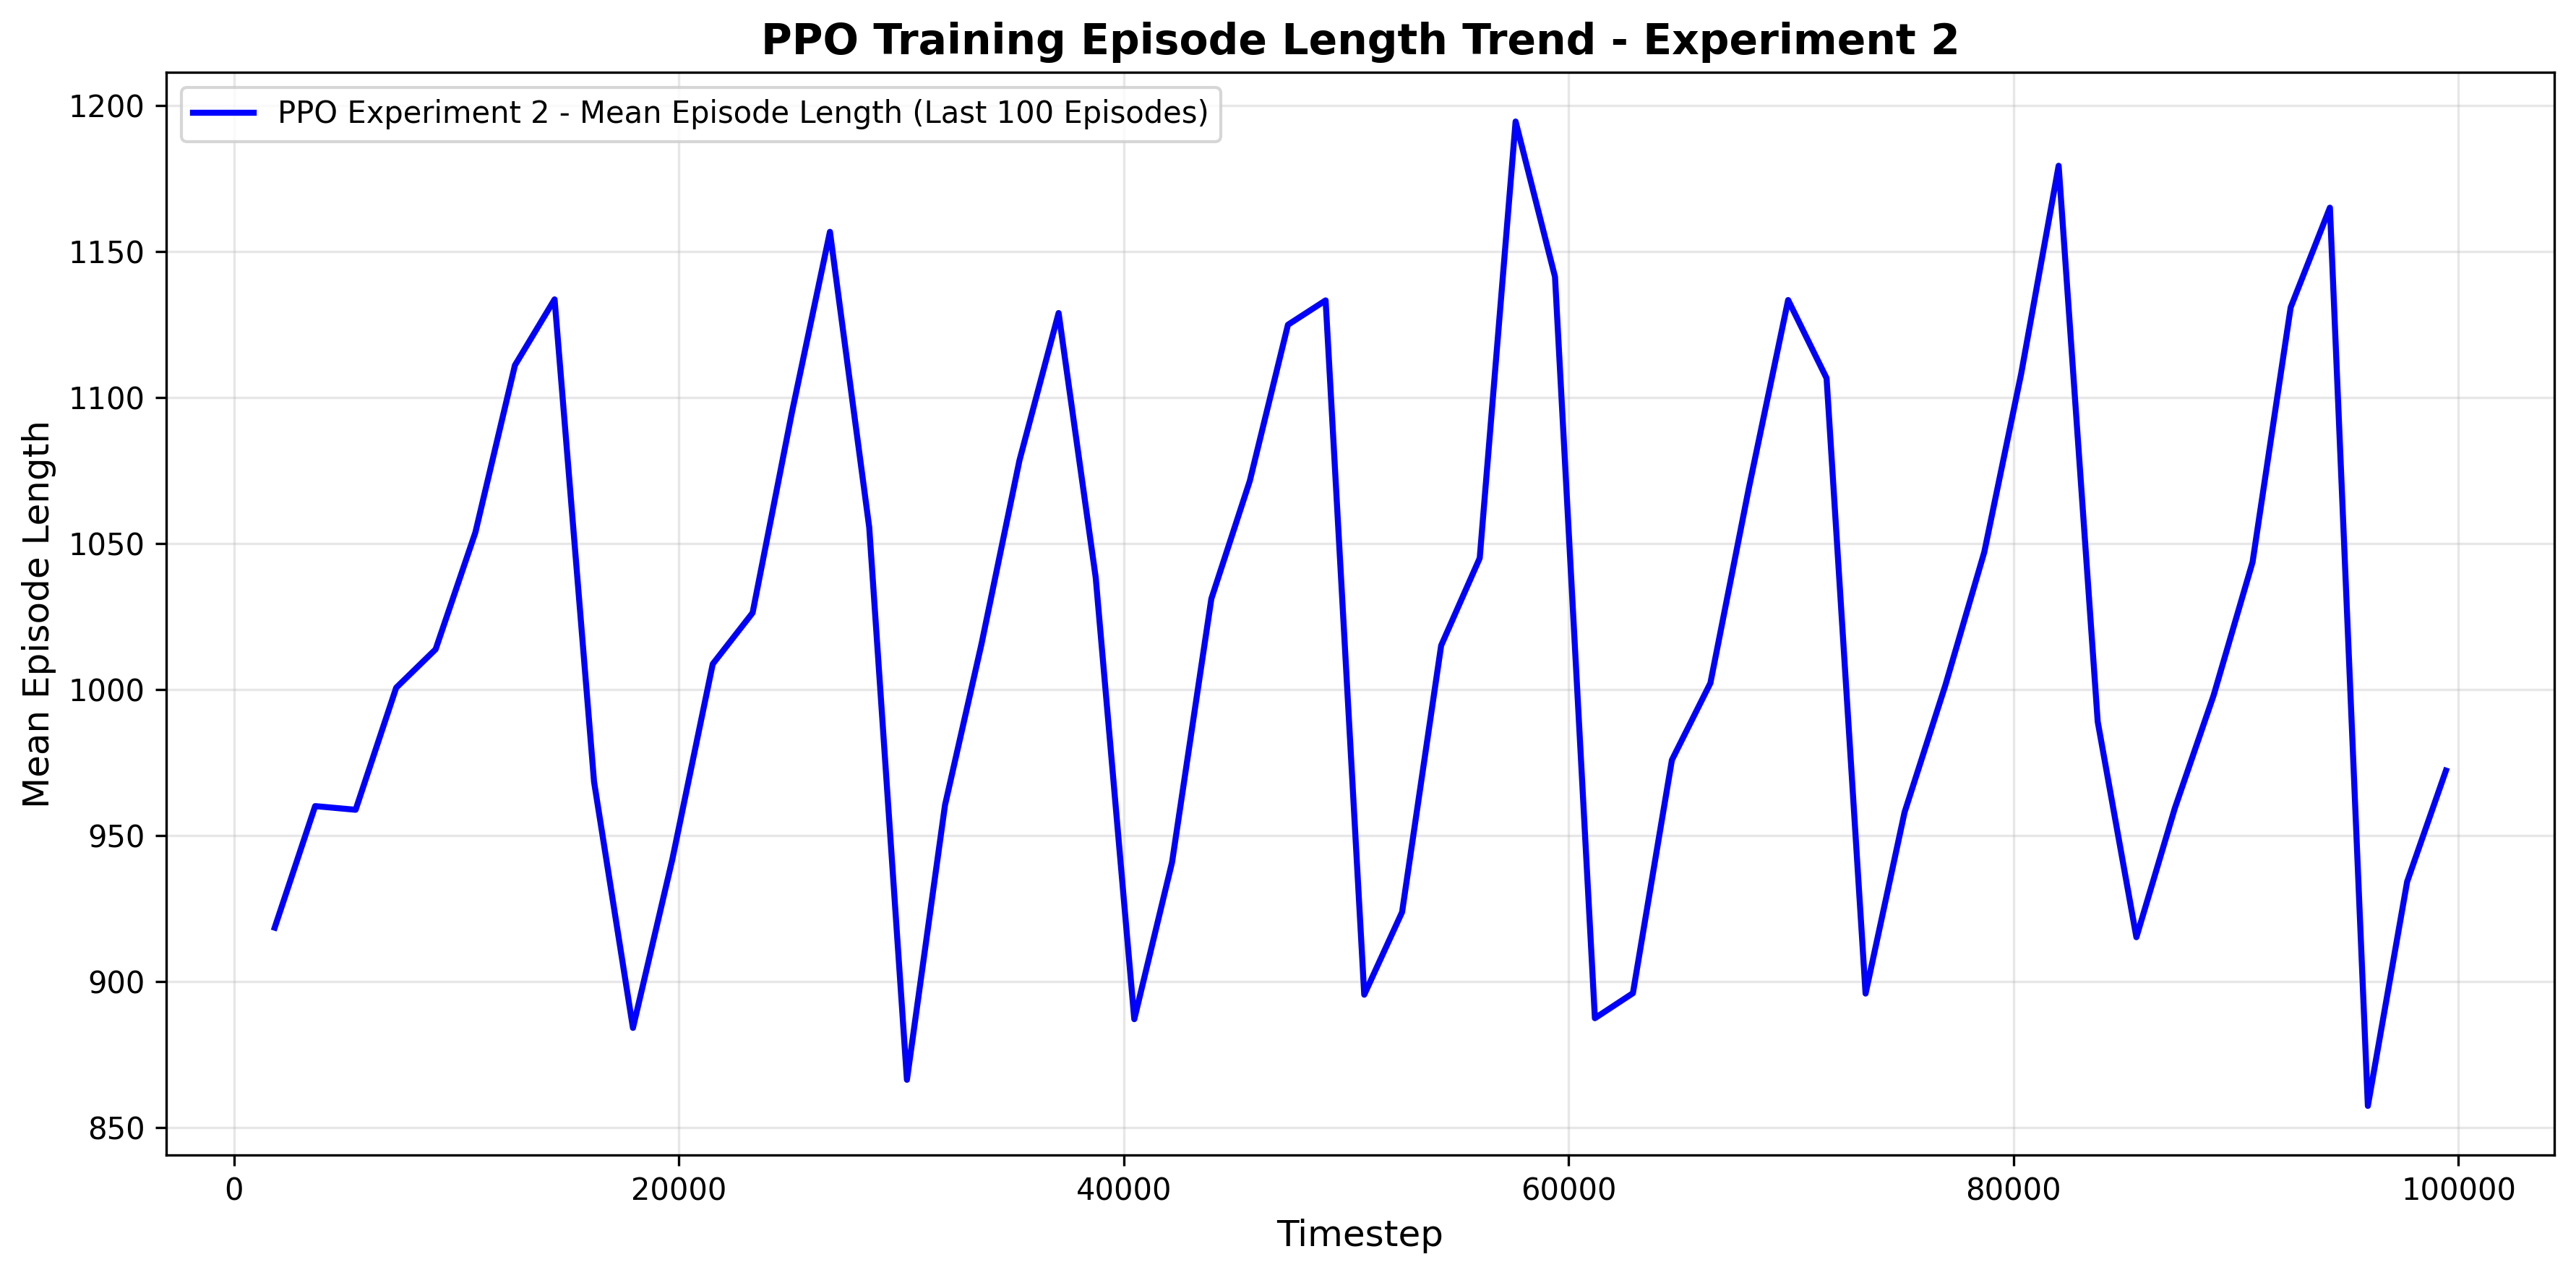 PPO Training Episode Length Trend - Experiment 2
PPO Experiment 2 - Mean Episode Length (Last 100 Episodes)
Mean Episode Length
1200
1150
1100
1050
1000
950
900
850
0 20000 40000 60000 80000 100000
Timestep